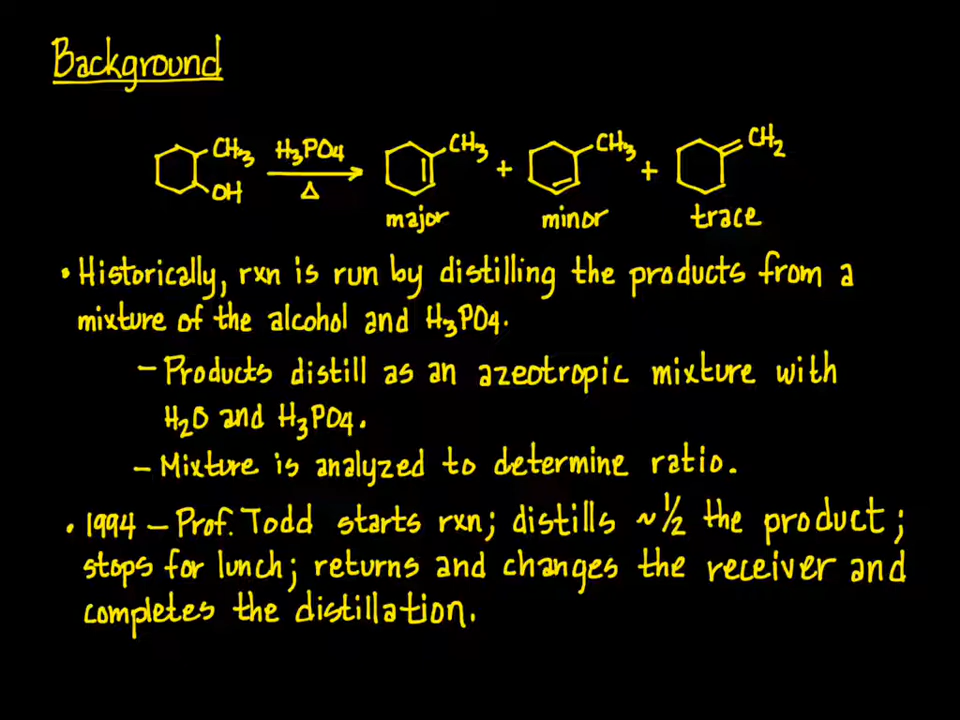 Background
CH3 H3PO4 CH3 + CH3 + CH2
OH Δ
major minor trace
• Historically, rxn is run by distilling the products from a
mixture of the alcohol and H3PO4.
- Products distill as an azeotropic mixture with
H2O and H3PO4.
- Mixture is analyzed to determine ratio.
• 1994 - Prof. Todd starts rxn; distills ~1/2 the product;
stops for lunch; returns and changes the receiver and
completes the distillation.